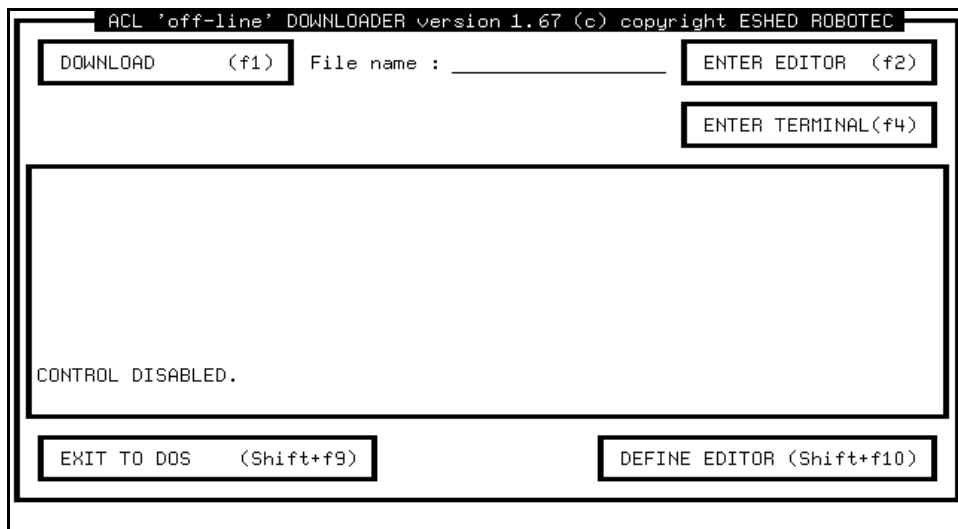 ACL 'off-line' DOWNLOADER version 1.67 (c) copyright ESHED ROBOTEC
DOWNLOAD (f1) File name : ENTER EDITOR (f2)
ENTER TERMINAL(f4)
CONTROL DISABLED.
EXIT TO DOS (Shift+f9) DEFINE EDITOR (Shift+f10)